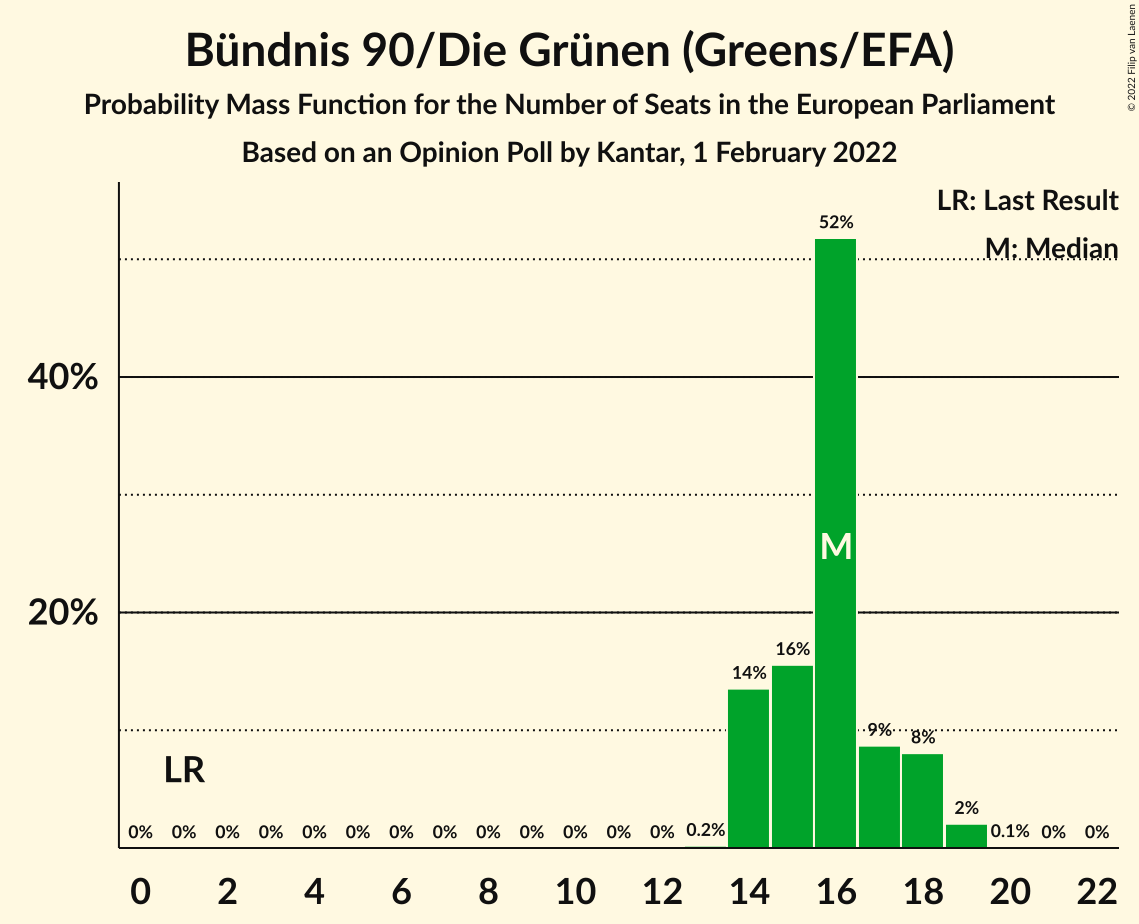 Bündnis 90/Die Grünen (Greens/EFA)
Probability Mass Function for the Number of Seats in the European Parliament
Based on an Opinion Poll by Kantar, 1 February 2022
© 2022 Filip van Laenen
LR: Last Result
M: Median
52%
40%
M
20%
16%
14%
9%
8%
LR
2%
0% 0% 0% 0% 0% 0% 0% 0% 0% 0% 0% 0% 0% 0.2% 0.1% 0% 0%
0 2 4 6 8 10 12 14 16 18 20 22